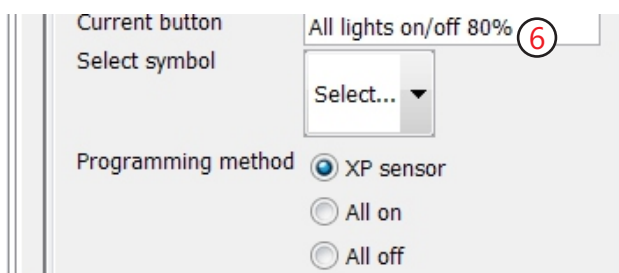 Current button All lights on/off 80% 6
Select symbol
Select...
Programming method XP sensor
All on
All off